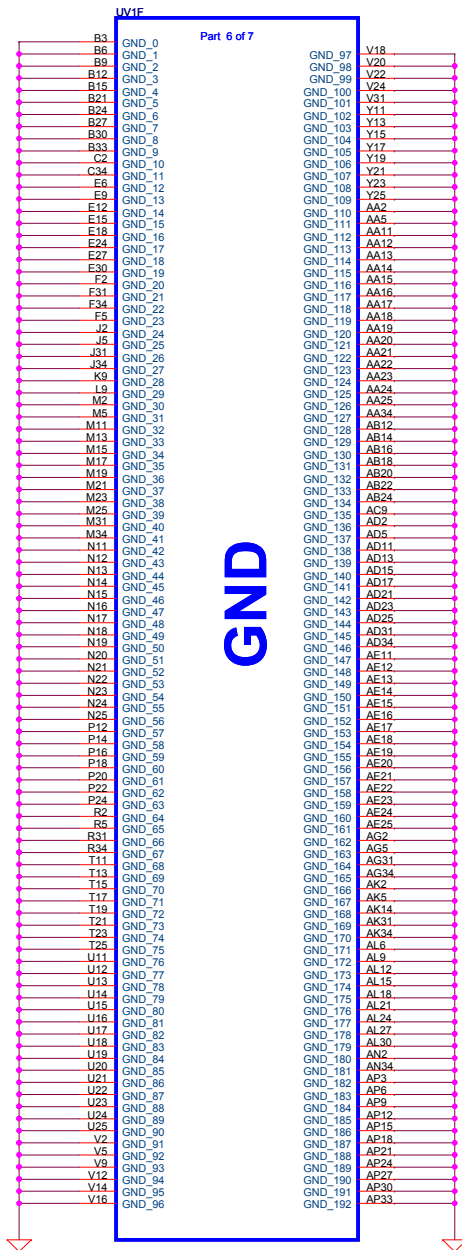 UV1F
Part 6 of 7
B3 GND_0
B6 GND_1
B9 GND_2
B12 GND_3
B15 GND_4
B21 GND_5
B24 GND_6
B27 GND_7
B30 GND_8
B33 GND_9
C2 GND_10
C34 GND_11
E6 GND_12
E9 GND_13
E12 GND_14
E15 GND_15
E18 GND_16
E24 GND_17
E27 GND_18
E30 GND_19
F2 GND_20
F31 GND_21
F34 GND_22
F5 GND_23
J2 GND_24
J5 GND_25
J31 GND_26
J34 GND_27
K9 GND_28
L9 GND_29
M2 GND_30
M5 GND_31
M11 GND_32
M13 GND_33
M15 GND_34
M17 GND_35
M19 GND_36
M21 GND_37
M23 GND_38
M25 GND_39
M31 GND_40
M34 GND_41
N11 GND_42
N12 GND_43
N13 GND_44
N14 GND_45
N15 GND_46
N16 GND_47
N17 GND_48
N18 GND_49
N19 GND_50
N20 GND_51
N21 GND_52
N22 GND_53
N23 GND_54
N24 GND_55
N25 GND_56
P12 GND_57
P14 GND_58
P16 GND_59
P18 GND_60
P20 GND_61
P22 GND_62
P24 GND_63
R2 GND_64
R5 GND_65
R31 GND_66
R34 GND_67
T11 GND_68
T13 GND_69
T15 GND_70
T17 GND_71
T19 GND_72
T21 GND_73
T23 GND_74
T25 GND_75
U11 GND_76
U12 GND_77
U13 GND_78
U14 GND_79
U15 GND_80
U16 GND_81
U17 GND_82
U18 GND_83
U19 GND_84
U20 GND_85
U21 GND_86
U22 GND_87
U23 GND_88
U24 GND_89
U25 GND_90
V2 GND_91
V5 GND_92
V9 GND_93
V12 GND_94
V14 GND_95
V16 GND_96
GND
GND_97 V18
GND_98 V20
GND_99 V22
GND_100 V24
GND_101 V31
GND_102 Y11
GND_103 Y13
GND_104 Y15
GND_105 Y17
GND_106 Y19
GND_107 Y21
GND_108 Y23
GND_109 Y25
GND_110 AA2
GND_111 AA5
GND_112 AA11
GND_113 AA12
GND_114 AA13
GND_115 AA14
GND_116 AA15
GND_117 AA16
GND_118 AA17
GND_119 AA18
GND_120 AA19
GND_121 AA20
GND_122 AA21
GND_123 AA22
GND_124 AA23
GND_125 AA24
GND_126 AA25
GND_127 AA34
GND_128 AB12
GND_129 AB14
GND_130 AB16
GND_131 AB18
GND_132 AB20
GND_133 AB22
GND_134 AB24
GND_135 AC9
GND_136 AD2
GND_137 AD5
GND_138 AD11
GND_139 AD13
GND_140 AD15
GND_141 AD17
GND_142 AD21
GND_143 AD23
GND_144 AD25
GND_145 AD31
GND_146 AD34
GND_147 AE11
GND_148 AE12
GND_149 AE13
GND_150 AE14
GND_151 AE15
GND_152 AE16
GND_153 AE17
GND_154 AE18
GND_155 AE19
GND_156 AE20
GND_157 AE21
GND_158 AE22
GND_159 AE23
GND_160 AE24
GND_161 AE25
GND_162 AG2
GND_163 AG5
GND_164 AG31
GND_165 AG34
GND_166 AK2
GND_167 AK5
GND_168 AK14
GND_169 AK31
GND_170 AK34
GND_171 AL6
GND_172 AL9
GND_173 AL12
GND_174 AL15
GND_175 AL18
GND_176 AL21
GND_177 AL24
GND_178 AL27
GND_179 AL30
GND_180 AN2
GND_181 AN34
GND_182 AP3
GND_183 AP6
GND_184 AP9
GND_185 AP12
GND_186 AP15
GND_187 AP18
GND_188 AP21
GND_189 AP24
GND_190 AP27
GND_191 AP30
GND_192 AP33